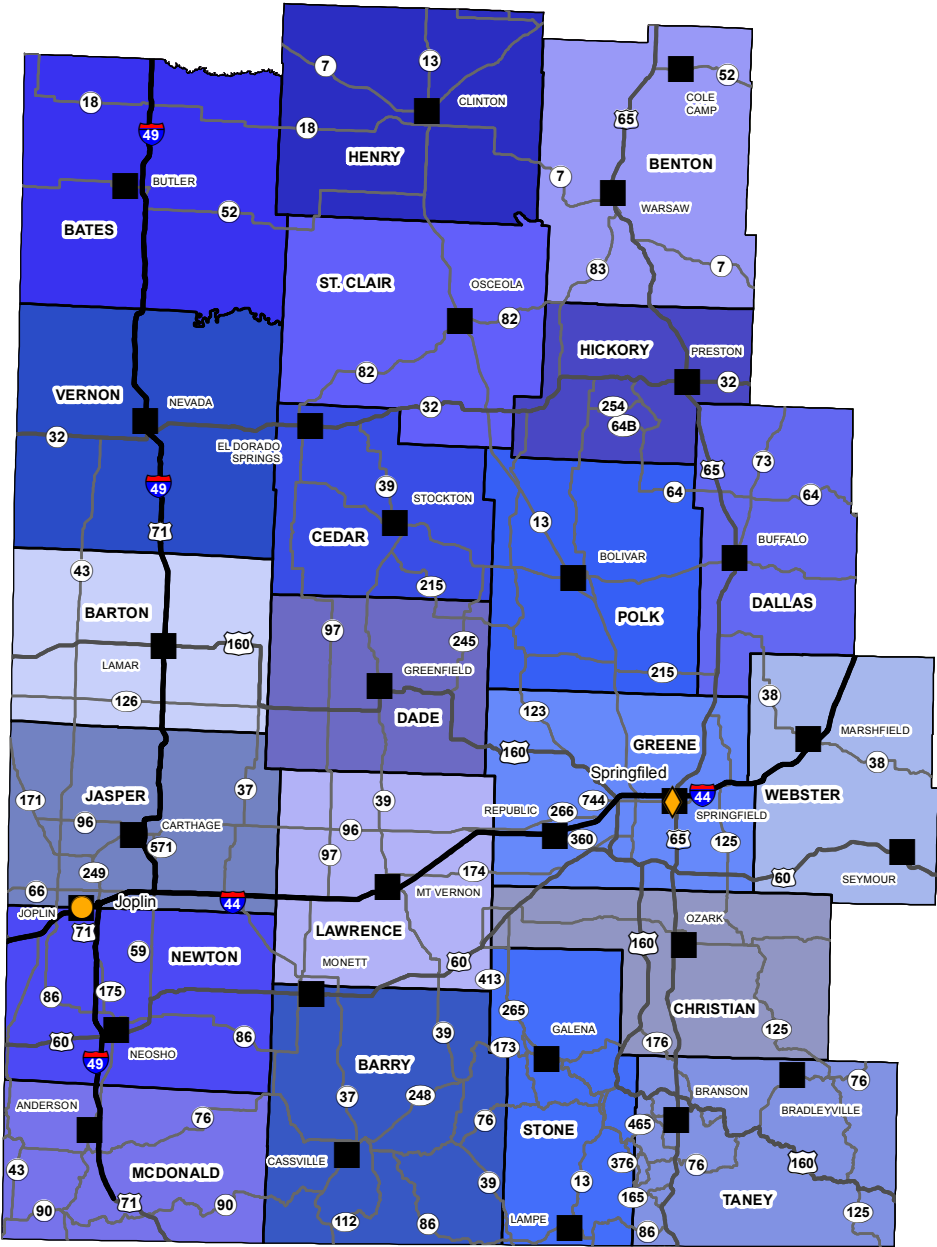 7
13
CLINTON
18
HENRY
52
COLE
CAMP
65
BENTON
7
WARSAW
83
7
18
49
BUTLER
52
BATES
ST. CLAIR
OSCEOLA
82
82
HICKORY
PRESTON
32
254
64B
VERNON
NEVADA
32
32
EL DORADO
SPRINGS
49
71
39
STOCKTON
CEDAR
215
13
BOLIVAR
POLK
215
64
65
73
64
BUFFALO
DALLAS
43
BARTON
160
LAMAR
126
97
245
GREENFIELD
DADE
123
160
GREENE
Springfiled
38
MARSHFIELD
38
WEBSTER
171
JASPER
37
96
CARTHAGE
571
249
66
JOPLIN
Joplin
71
44
39
96
97
REPUBLIC
266
744
360
44
SPRINGFIELD
65
125
60
SEYMOUR
174
MT VERNON
LAWRENCE
MONETT
60
413
160
OZARK
CHRISTIAN
125
176
59
NEWTON
86
175
60
NEOSHO
86
49
265
GALENA
173
39
BARRY
37
248
76
STONE
ANDERSON
76
43
MCDONALD
90
71
90
CASSVILLE
112
86
39
13
LAMPE
BRANSON
76
BRADLEYVILLE
465
376
76
160
165
TANEY
125
86